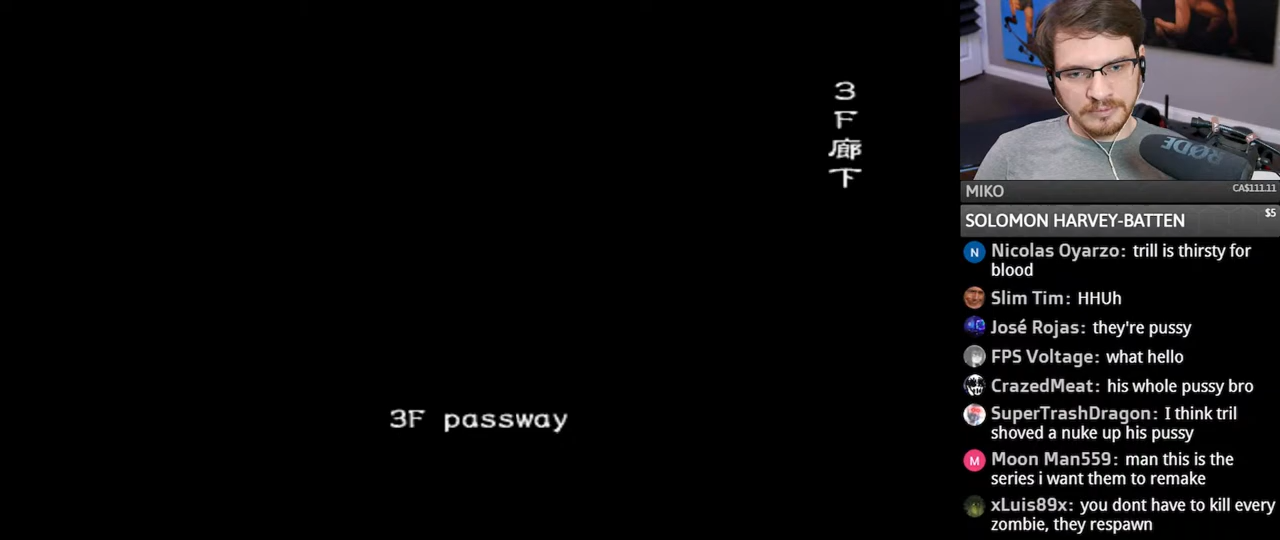 3F廊下
3F passway
RØDE
MIKO
CA$111.11
SOLOMON HARVEY-BATTEN
$5
N
Nicolas Oyarzo: trill is thirsty for
blood
Slim Tim: HHUh
José Rojas: they're pussy
FPS Voltage: what hello
CrazedMeat: his whole pussy bro
SuperTrashDragon: I think tril
shoved a nuke up his pussy
M
Moon Man559: man this is the
series i want them to remake
xLuis89x: you dont have to kill every
zombie, they respawn